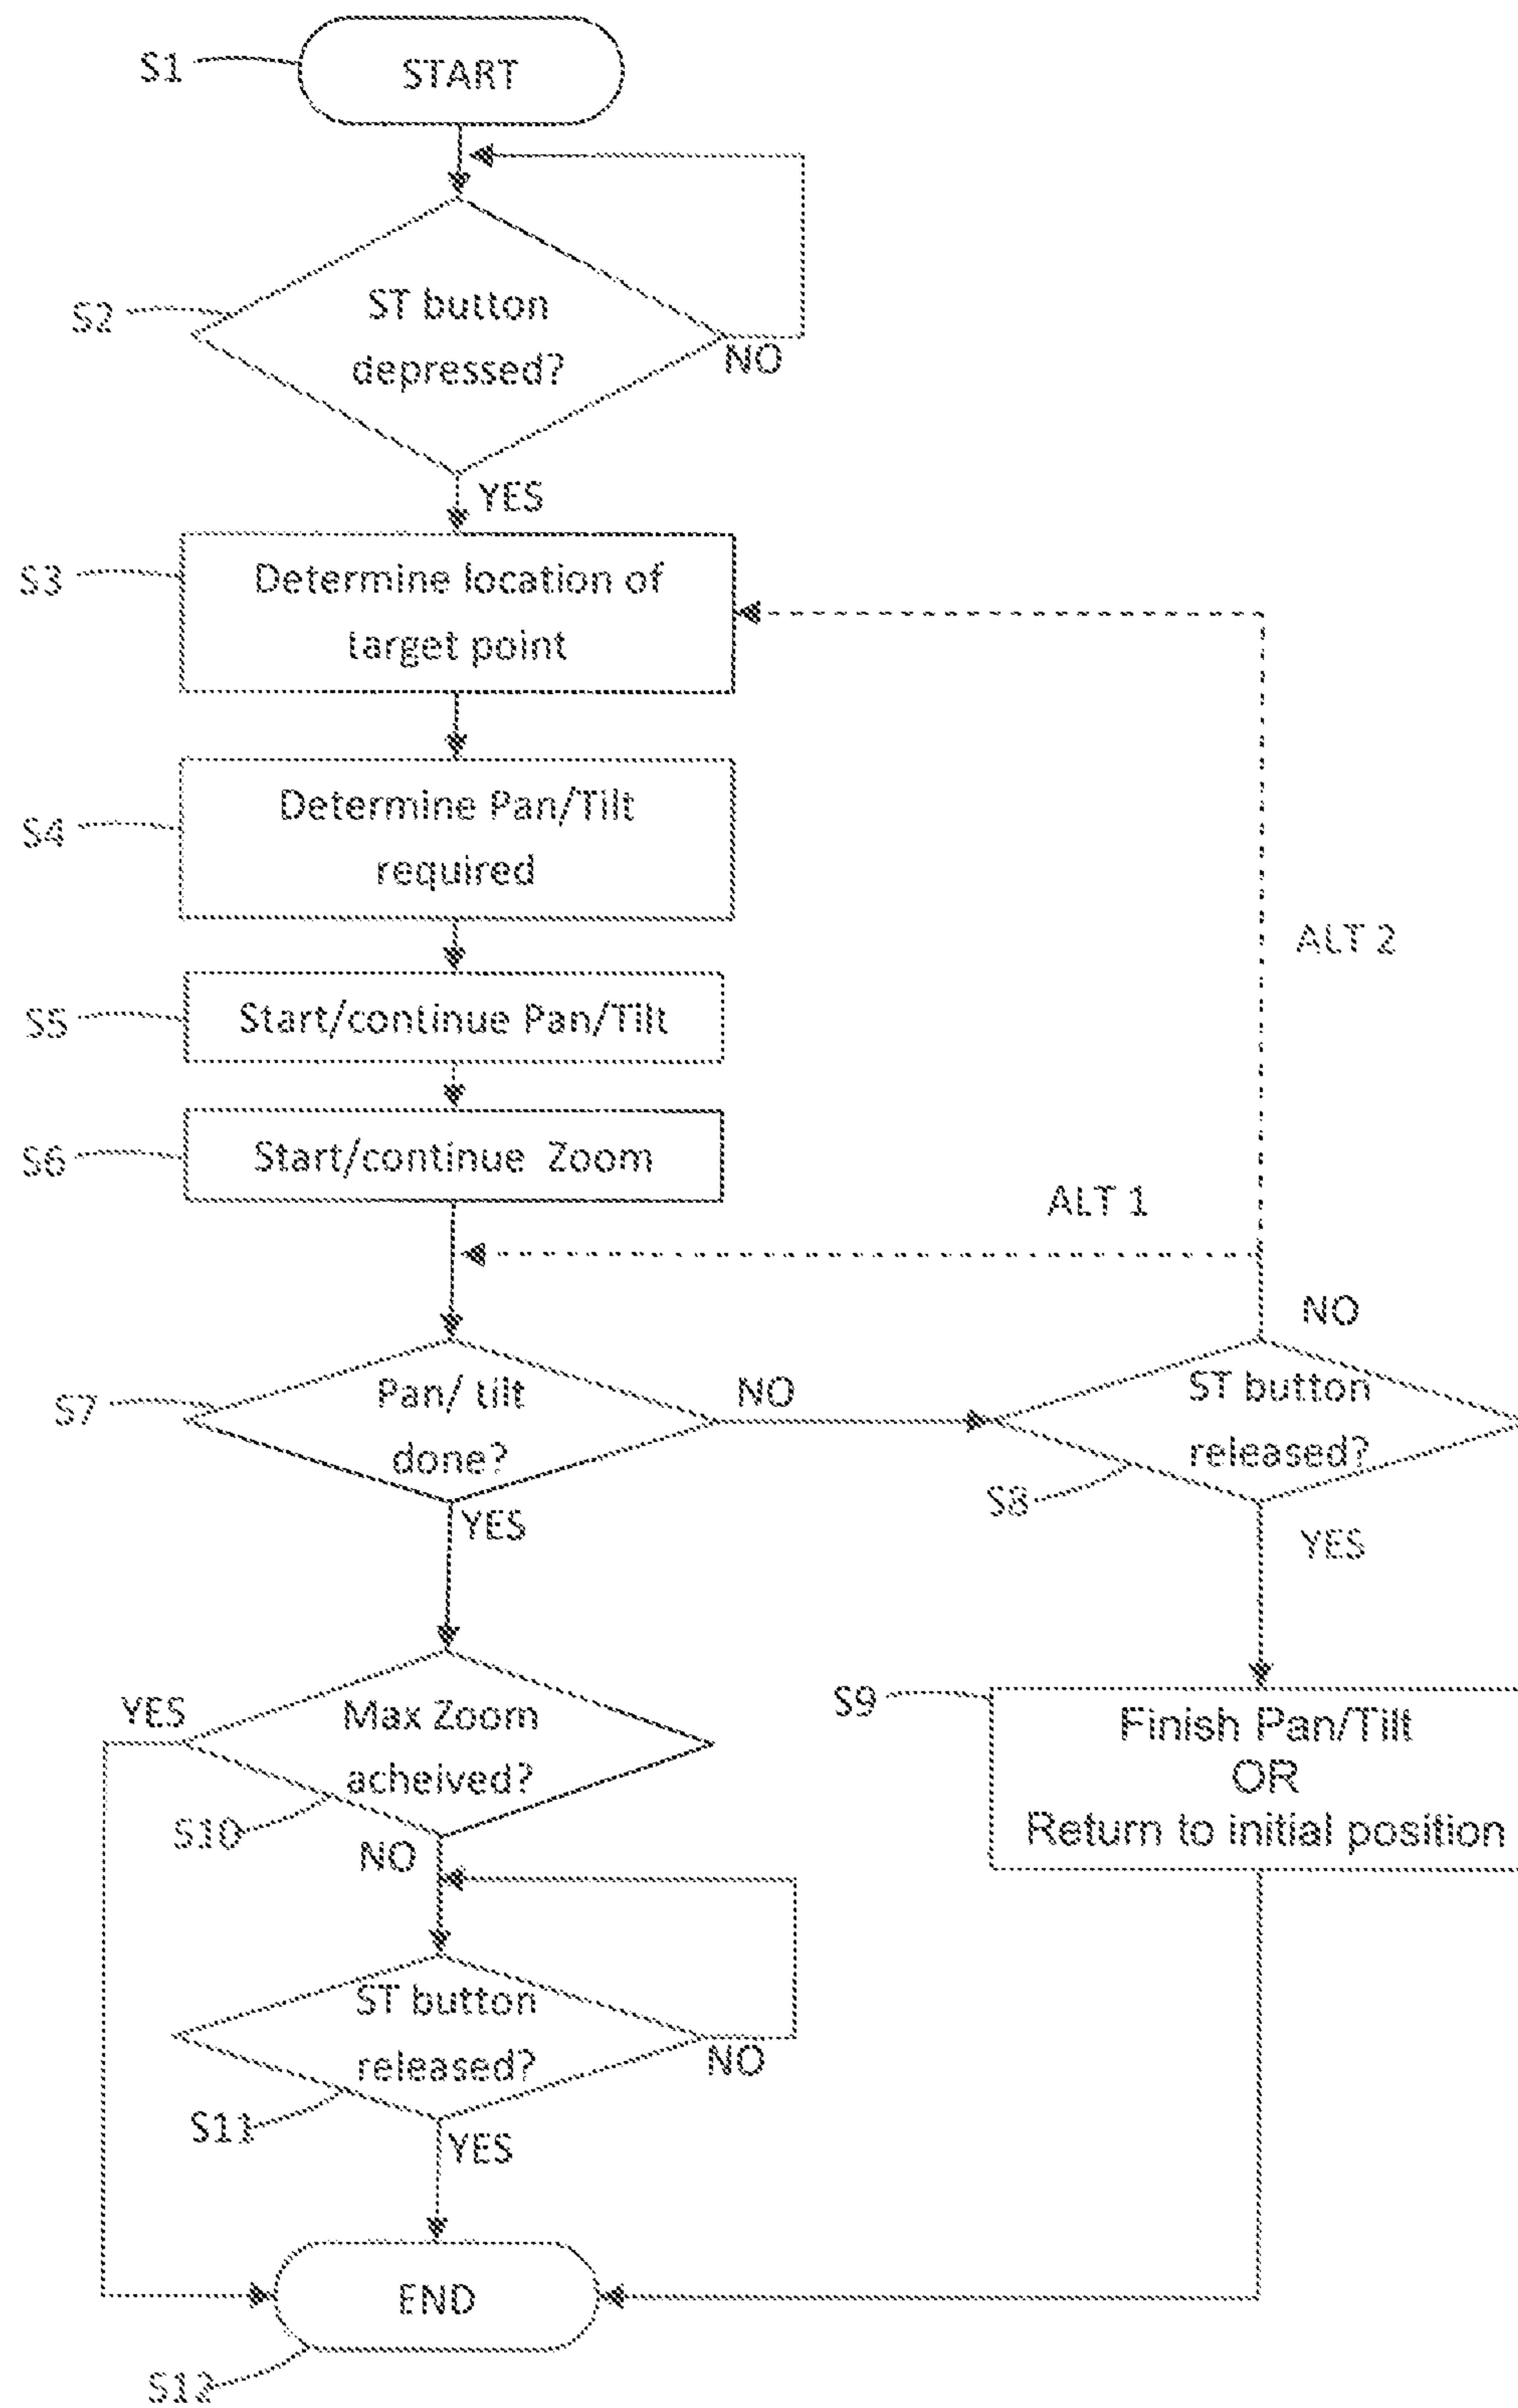 S1
START
S2
ST button
depressed?
NO
YES
S3
Determine location of
target point
S4
Determine Pan/Tilt
required
ALT 2
S5
Start/continue Pan/Tilt
S6
Start/continue Zoom
ALT 1
NO
S7
Pan/ tilt
done?
NO
ST button
released?
S8
YES
YES
S9
Finish Pan/Tilt
OR
Return to initial position
YES
Max Zoom
acheived?
S10
NO
ST button
released?
NO
S11
YES
END
S12